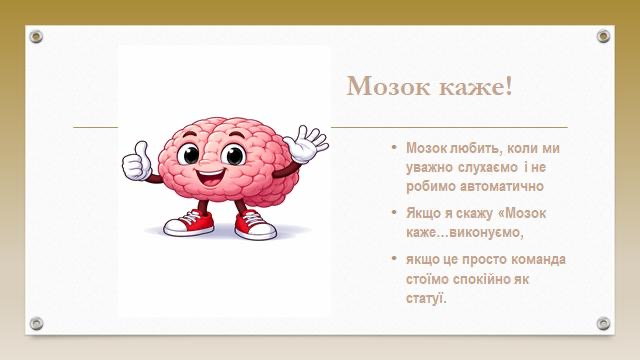 Мозок каже!
• Мозок любить, коли ми
уважно слухаємо і не
робимо автоматично
• Якщо я скажу «Мозок
каже...виконуємо,
• якщо це просто команда
стоїмо спокійно як
статуї.